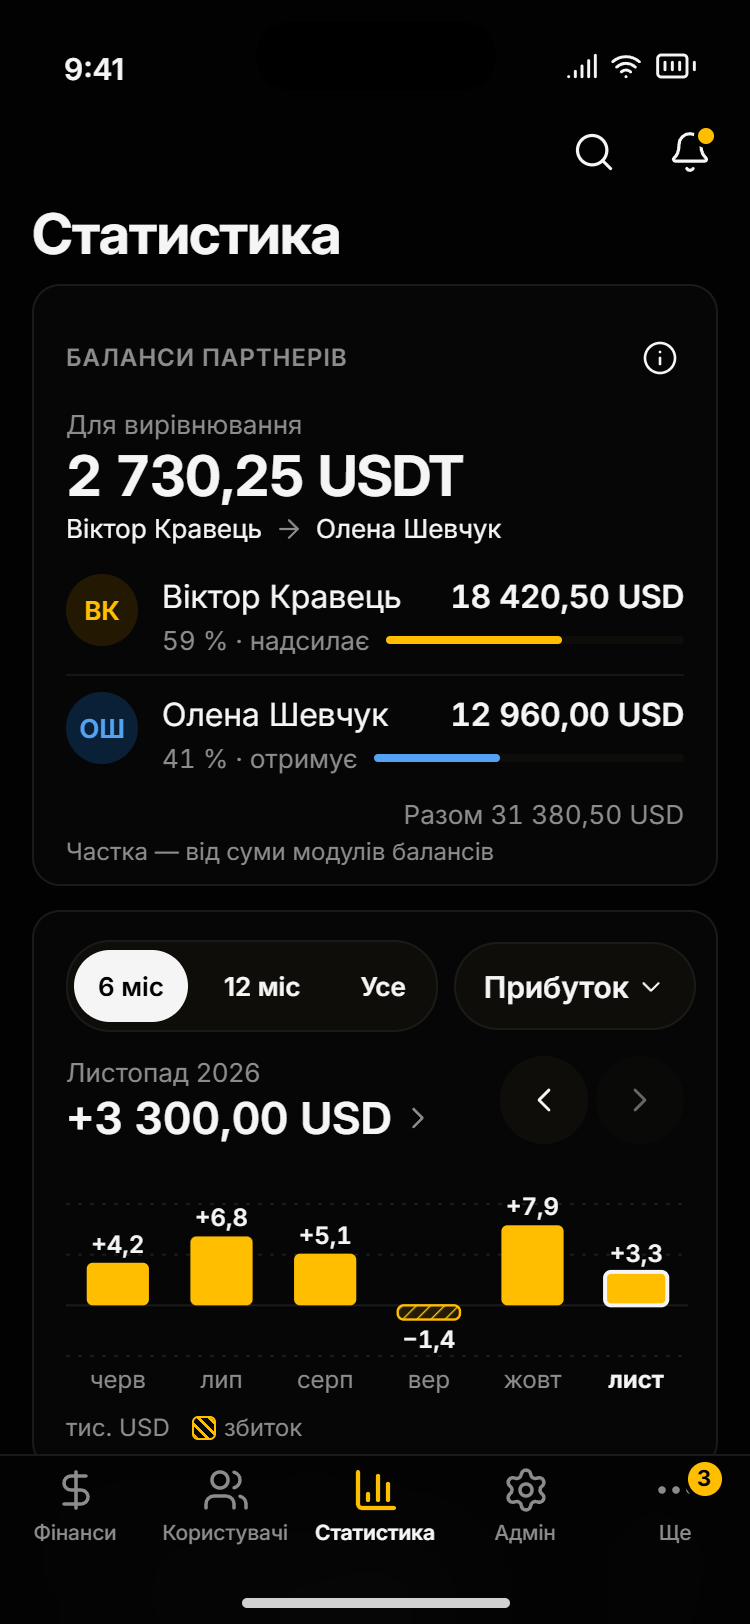 9:41
Статистика
БАЛАНСИ ПАРТНЕРІВ
Для вирівнювання
2 730,25 USDT
Віктор Кравець → Олена Шевчук
ВК Віктор Кравець 18 420,50 USD
59 % · надсилає
ОШ Олена Шевчук 12 960,00 USD
41 % · отримує
Разом 31 380,50 USD
Частка — від суми модулів балансів
6 міс 12 міс Усе Прибуток
Листопад 2026
+3 300,00 USD
+4,2 +6,8 +5,1 −1,4 +7,9 +3,3
черв лип серп вер жовт лист
тис. USD збиток
3
Фінанси Користувачі Статистика Адмін Ще